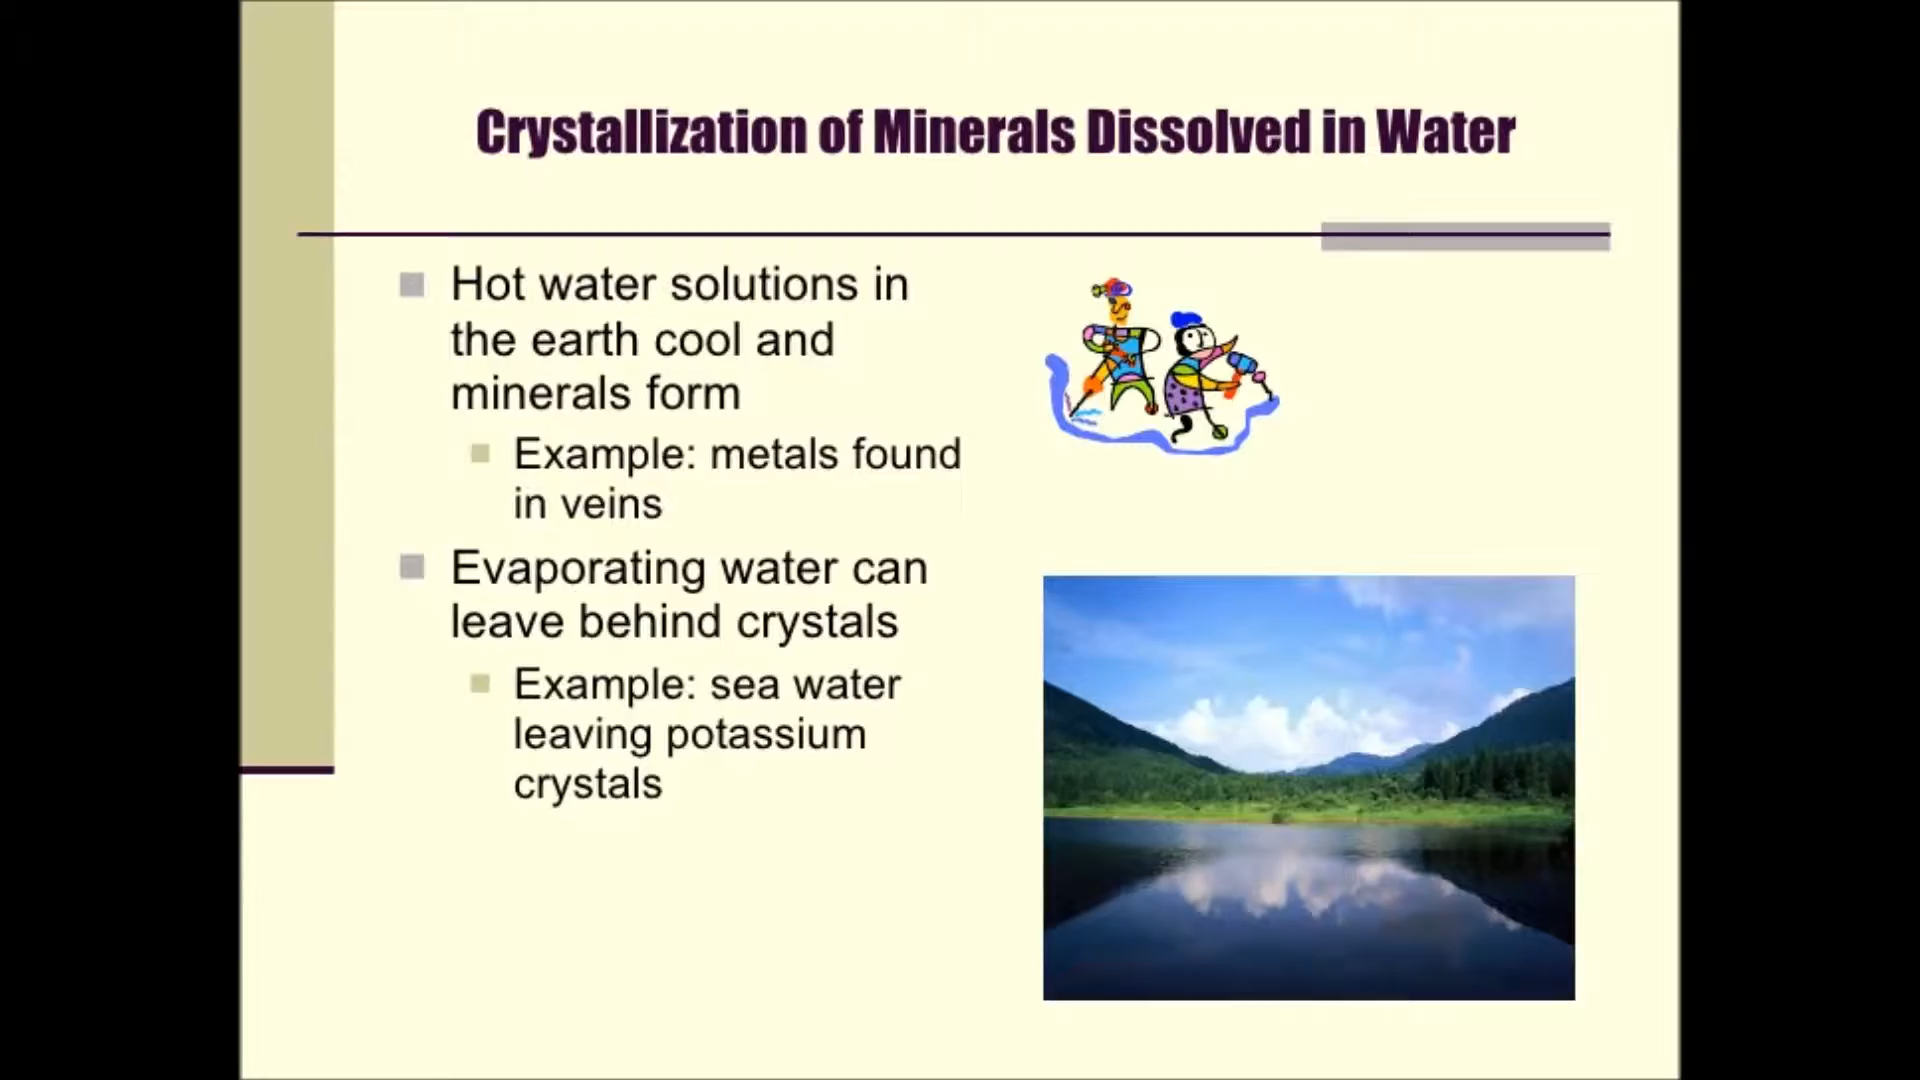 Crystallization of Minerals Dissolved in Water
Hot water solutions in
the earth cool and
minerals form
Example: metals found
in veins
Evaporating water can
leave behind crystals
Example: sea water
leaving potassium
crystals